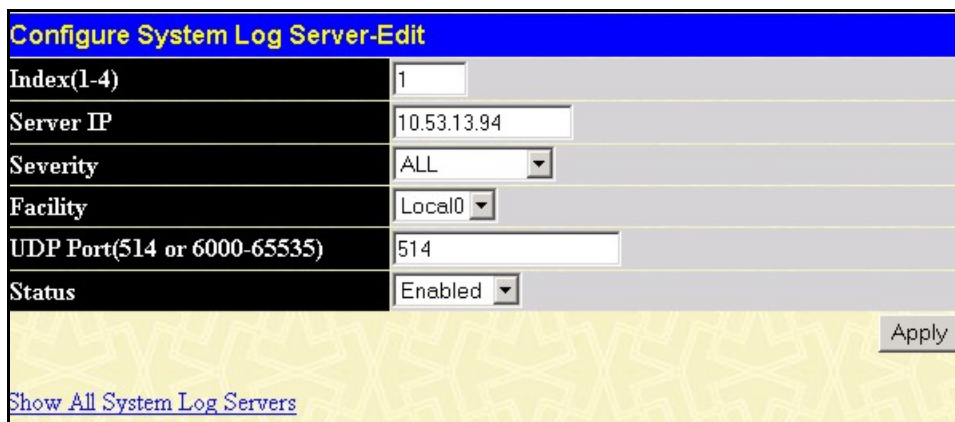 Configure System Log Server-Edit
Index(1-4) 1
Server IP 10.53.13.94
Severity ALL
Facility Local0
UDP Port(514 or 6000-65535) 514
Status Enabled
Apply
Show All System Log Servers